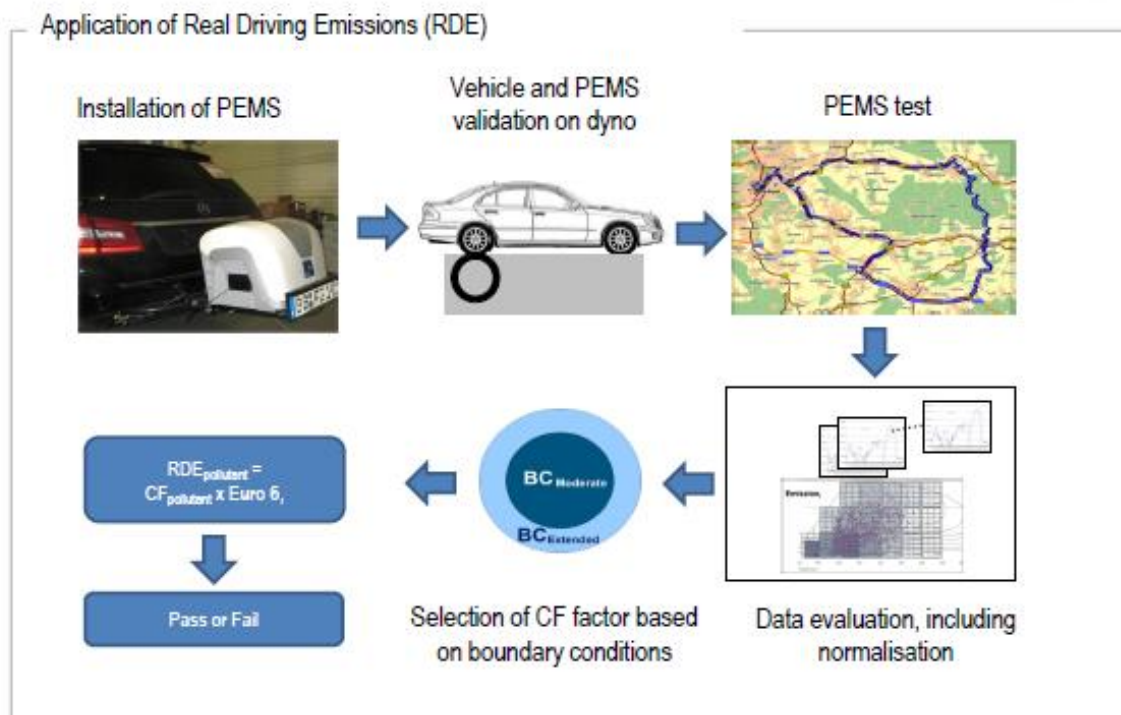 Application of Real Driving Emissions (RDE)
Installation of PEMS
Vehicle and PEMS
validation on dyno
PEMS test
RDEpollutant =
CFpollutant x Euro 6,
Pass or Fail
BCModerate
BCExtended
Selection of CF factor based
on boundary conditions
Emission,
Data evaluation, including
normalisation